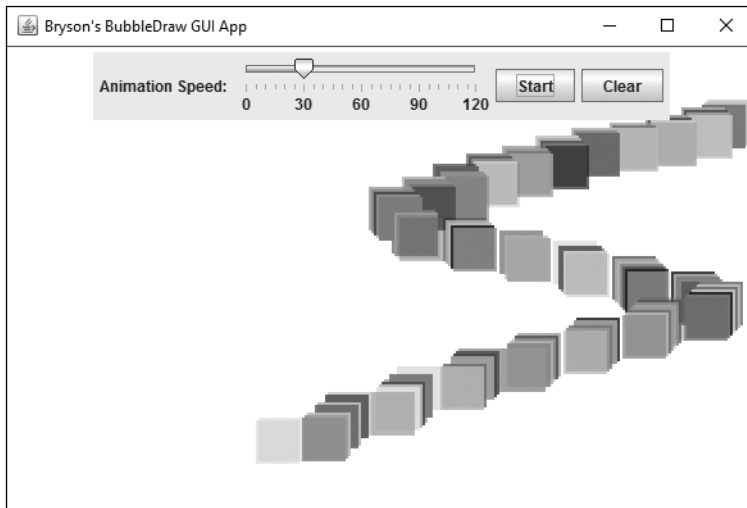 Bryson's BubbleDraw GUI App
Animation Speed:
0 30 60 90 120
Start
Clear